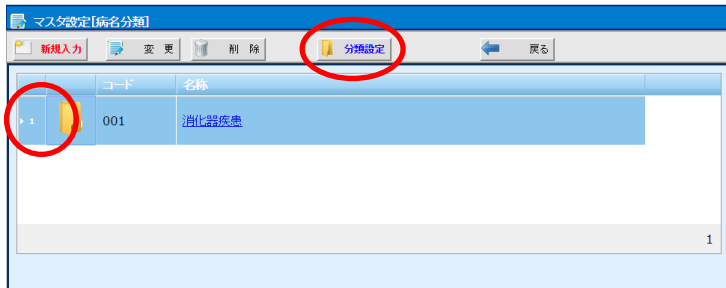 マスタ設定[病名分類]
新規入力 変 更 削 除 分類設定 戻る
コード 名称
1 001 消化器疾患
1